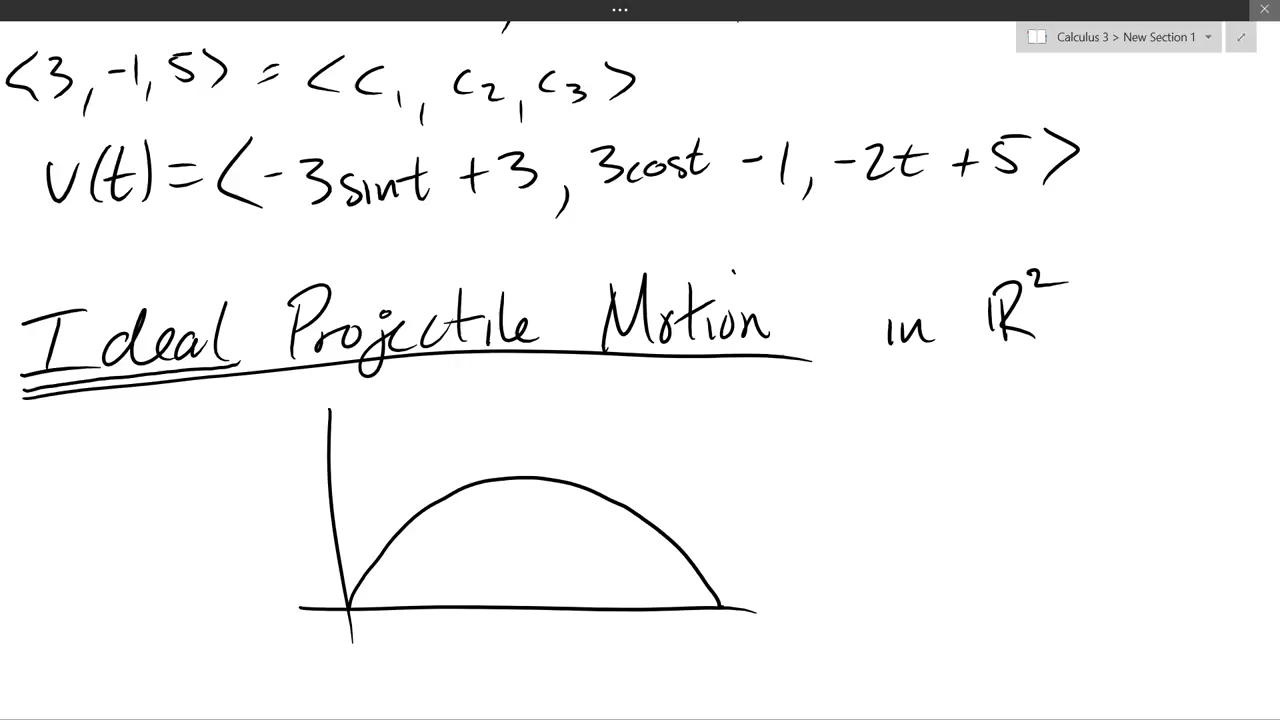 Calculus 3 > New Section 1
<3, -1, 5> = <c₁, c₂, c₃>
v(t) = <-3sint + 3, 3cost - 1, -2t + 5>
Ideal Projectile Motion in ℝ²